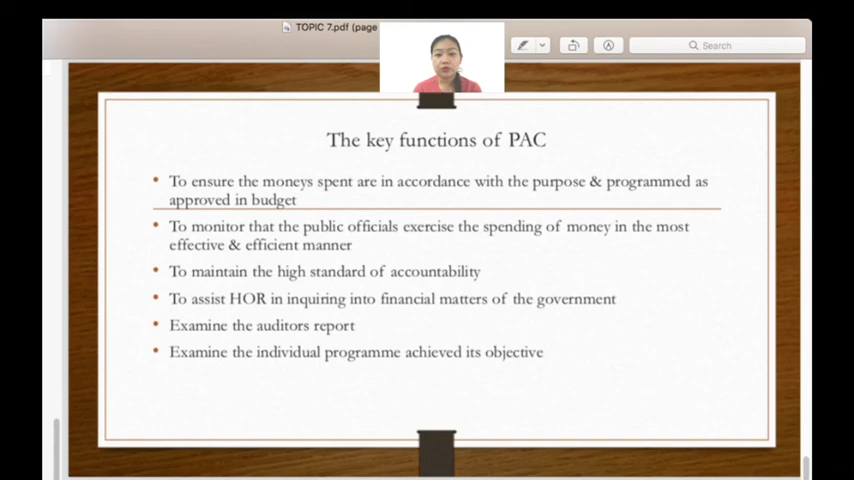 TOPIC 7.pdf (page
Search
The key functions of PAC
• To ensure the moneys spent are in accordance with the purpose & programmed as
approved in budget
• To monitor that the public officials exercise the spending of money in the most
effective & efficient manner
• To maintain the high standard of accountability
• To assist HOR in inquiring into financial matters of the government
• Examine the auditors report
• Examine the individual programme achieved its objective